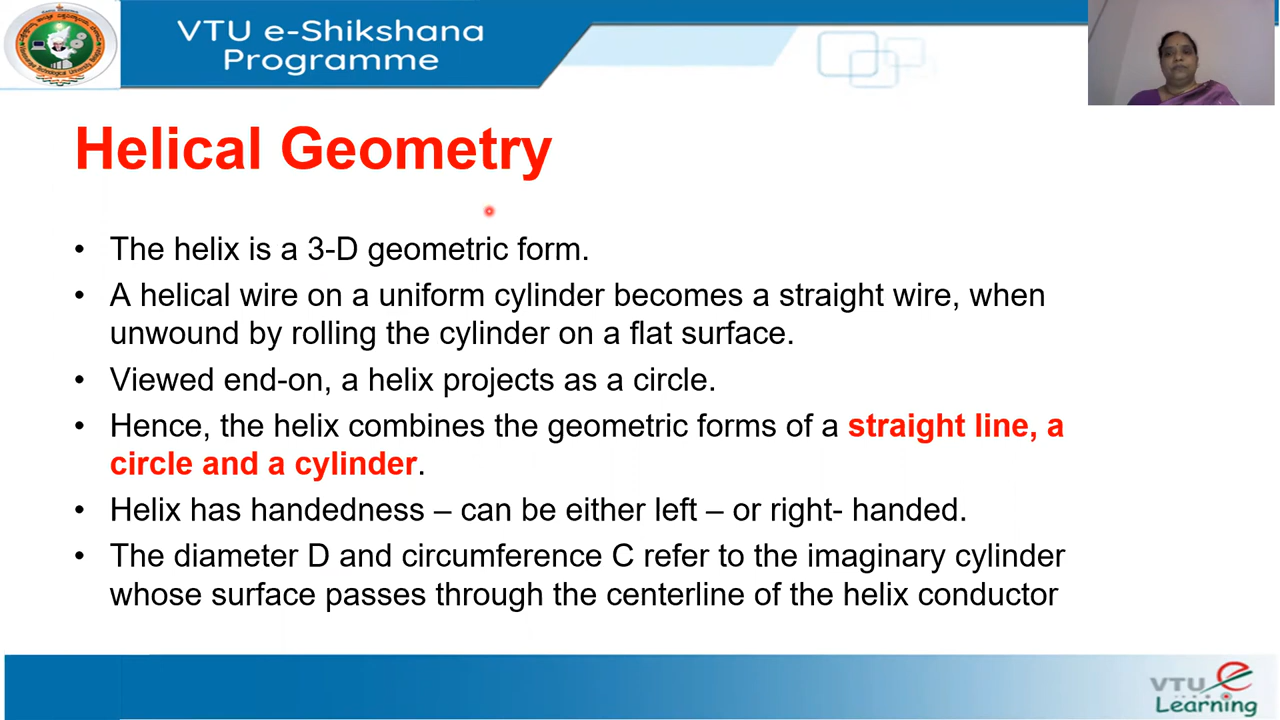 VTU e-Shikshana
Programme
Helical Geometry
• The helix is a 3-D geometric form.
• A helical wire on a uniform cylinder becomes a straight wire, when
unwound by rolling the cylinder on a flat surface.
• Viewed end-on, a helix projects as a circle.
• Hence, the helix combines the geometric forms of a straight line, a
circle and a cylinder.
• Helix has handedness – can be either left – or right- handed.
• The diameter D and circumference C refer to the imaginary cylinder
whose surface passes through the centerline of the helix conductor
VTU e
Learning